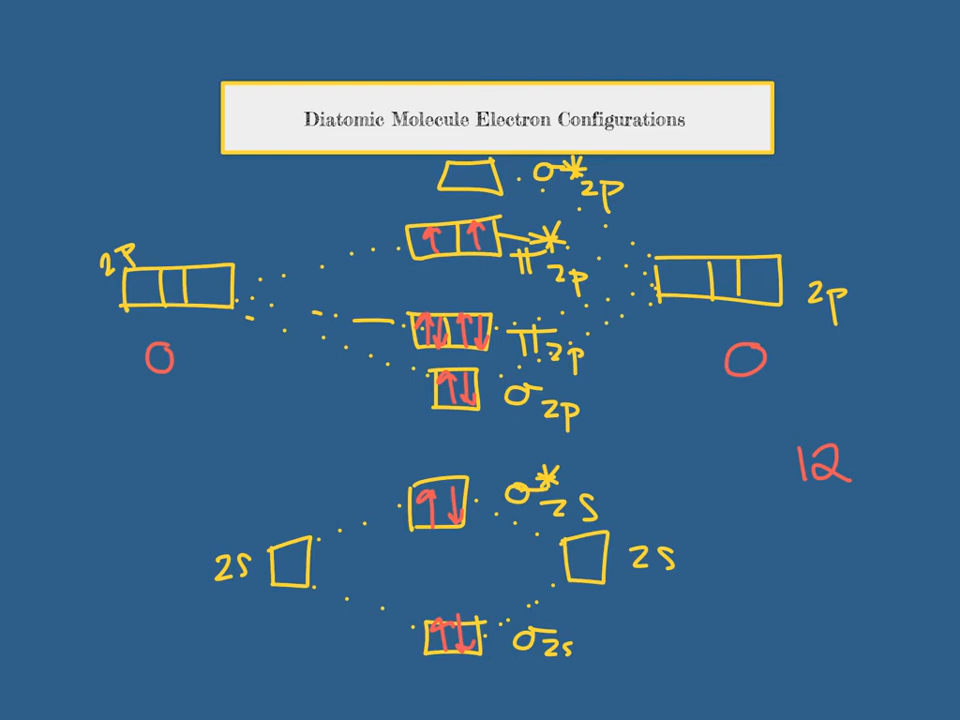 Diatomic Molecule Electron Configurations
σ*2p
2p
π*2p
2p
π2p
O
O
σ2p
12
σ*2s
2s
2s
σ2s